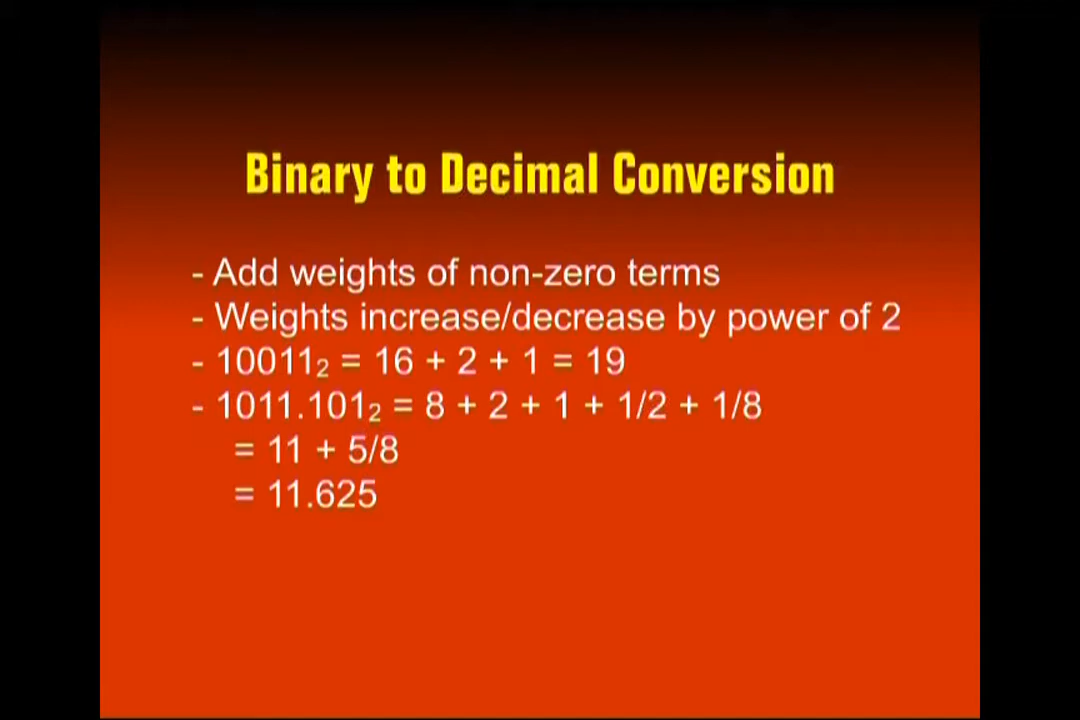 Binary to Decimal Conversion
- Add weights of non-zero terms
- Weights increase/decrease by power of 2
- 10011₂ = 16 + 2 + 1 = 19
- 1011.101₂ = 8 + 2 + 1 + 1/2 + 1/8
= 11 + 5/8
= 11.625